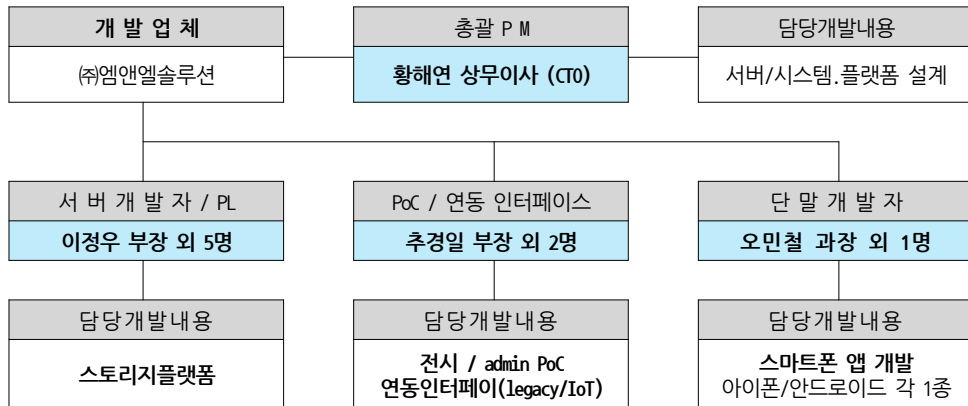 개 발 업 체
㈜엠앤엘솔루션
총괄 P M
황해연 상무이사 (CTO)
담당개발내용
서버/시스템.플랫폼 설계
서 버 개 발 자 / PL
이정우 부장 외 5명
PoC / 연동 인터페이스
추경일 부장 외 2명
단 말 개 발 자
오민철 과장 외 1명
담당개발내용
스토리지플랫폼
담당개발내용
전시 / admin PoC
연동인터페이(legacy/IoT)
담당개발내용
스마트폰 앱 개발
아이폰/안드로이드 각 1종